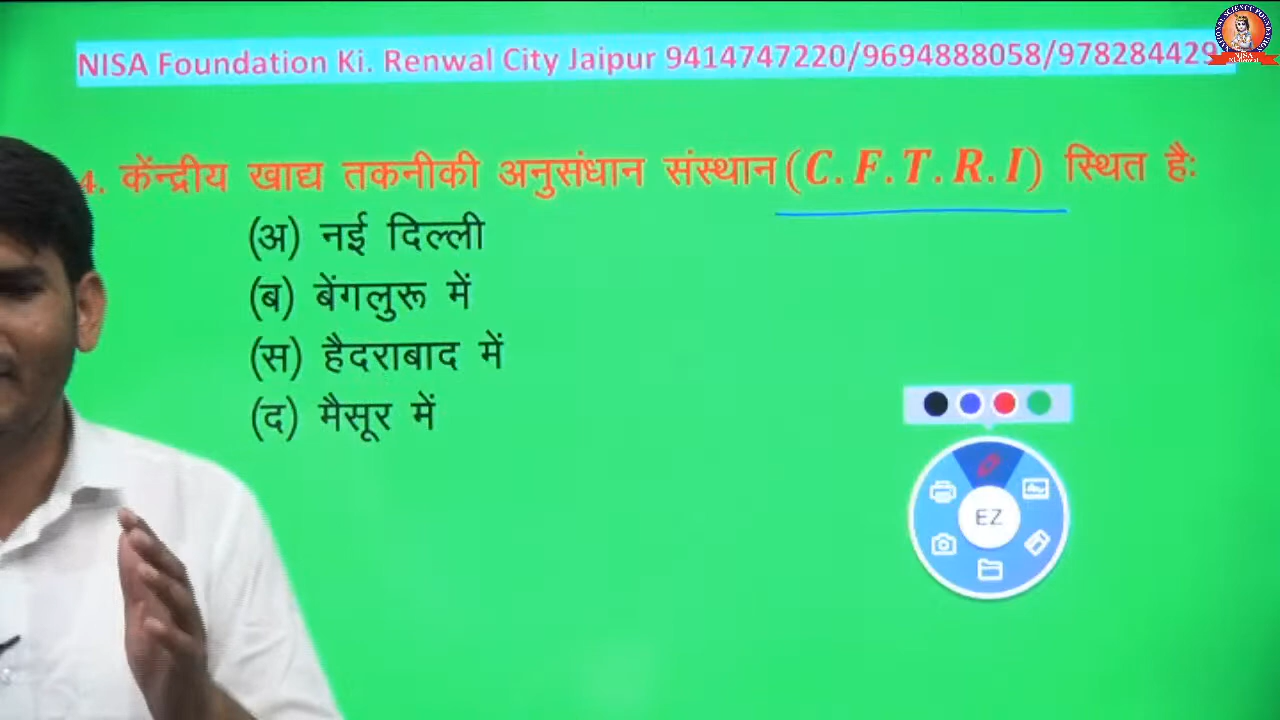 NISA Foundation Ki. Renwal City Jaipur 9414747220/9694888058/978284429
4. केंन्द्रीय खाद्य तकनीकी अनुसंधान संस्थान (C.F.T.R.I) स्थित है:
(अ) नई दिल्ली
(ब) बेंगलुरू में
(स) हैदराबाद में
(द) मैसूर में
EZ